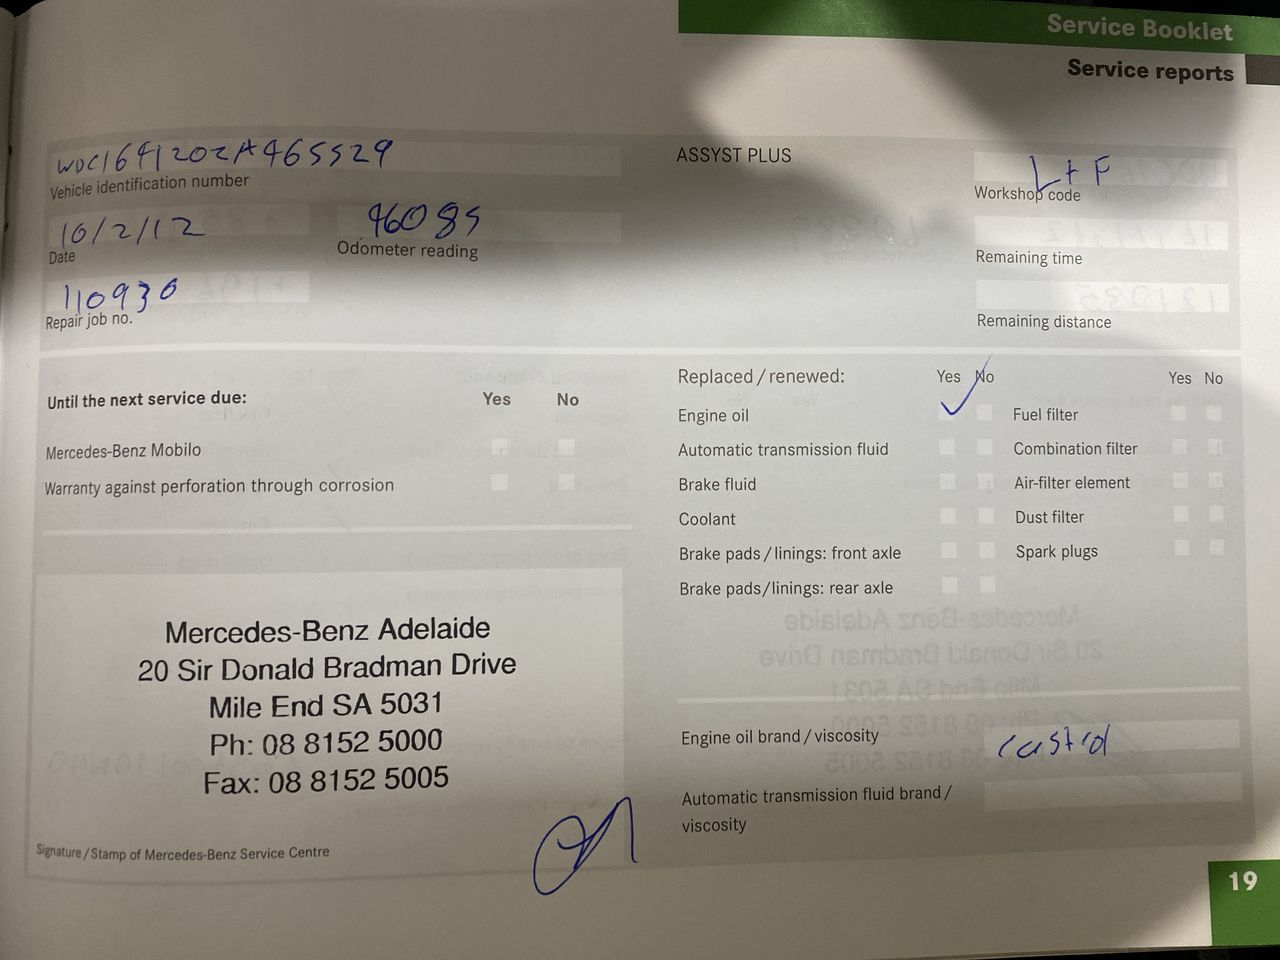 Service Booklet
Service reports
WDC1641202A465529
Vehicle identification number
ASSYST PLUS
L+F
Workshop code
10/2/12
Date
96089
Odometer reading
Remaining time
110930
Repair job no.
Remaining distance
Until the next service due:
Yes No
Mercedes-Benz Mobilo
Warranty against perforation through corrosion
Replaced / renewed:
Yes No
Yes No
Engine oil
Fuel filter
Automatic transmission fluid
Combination filter
Brake fluid
Air-filter element
Coolant
Dust filter
Brake pads / linings: front axle
Spark plugs
Brake pads/linings: rear axle
Mercedes-Benz Adelaide
20 Sir Donald Bradman Drive
Mile End SA 5031
Ph: 08 8152 5000
Fax: 08 8152 5005
Signature / Stamp of Mercedes-Benz Service Centre
Engine oil brand / viscosity
castrol
Automatic transmission fluid brand /
viscosity
19